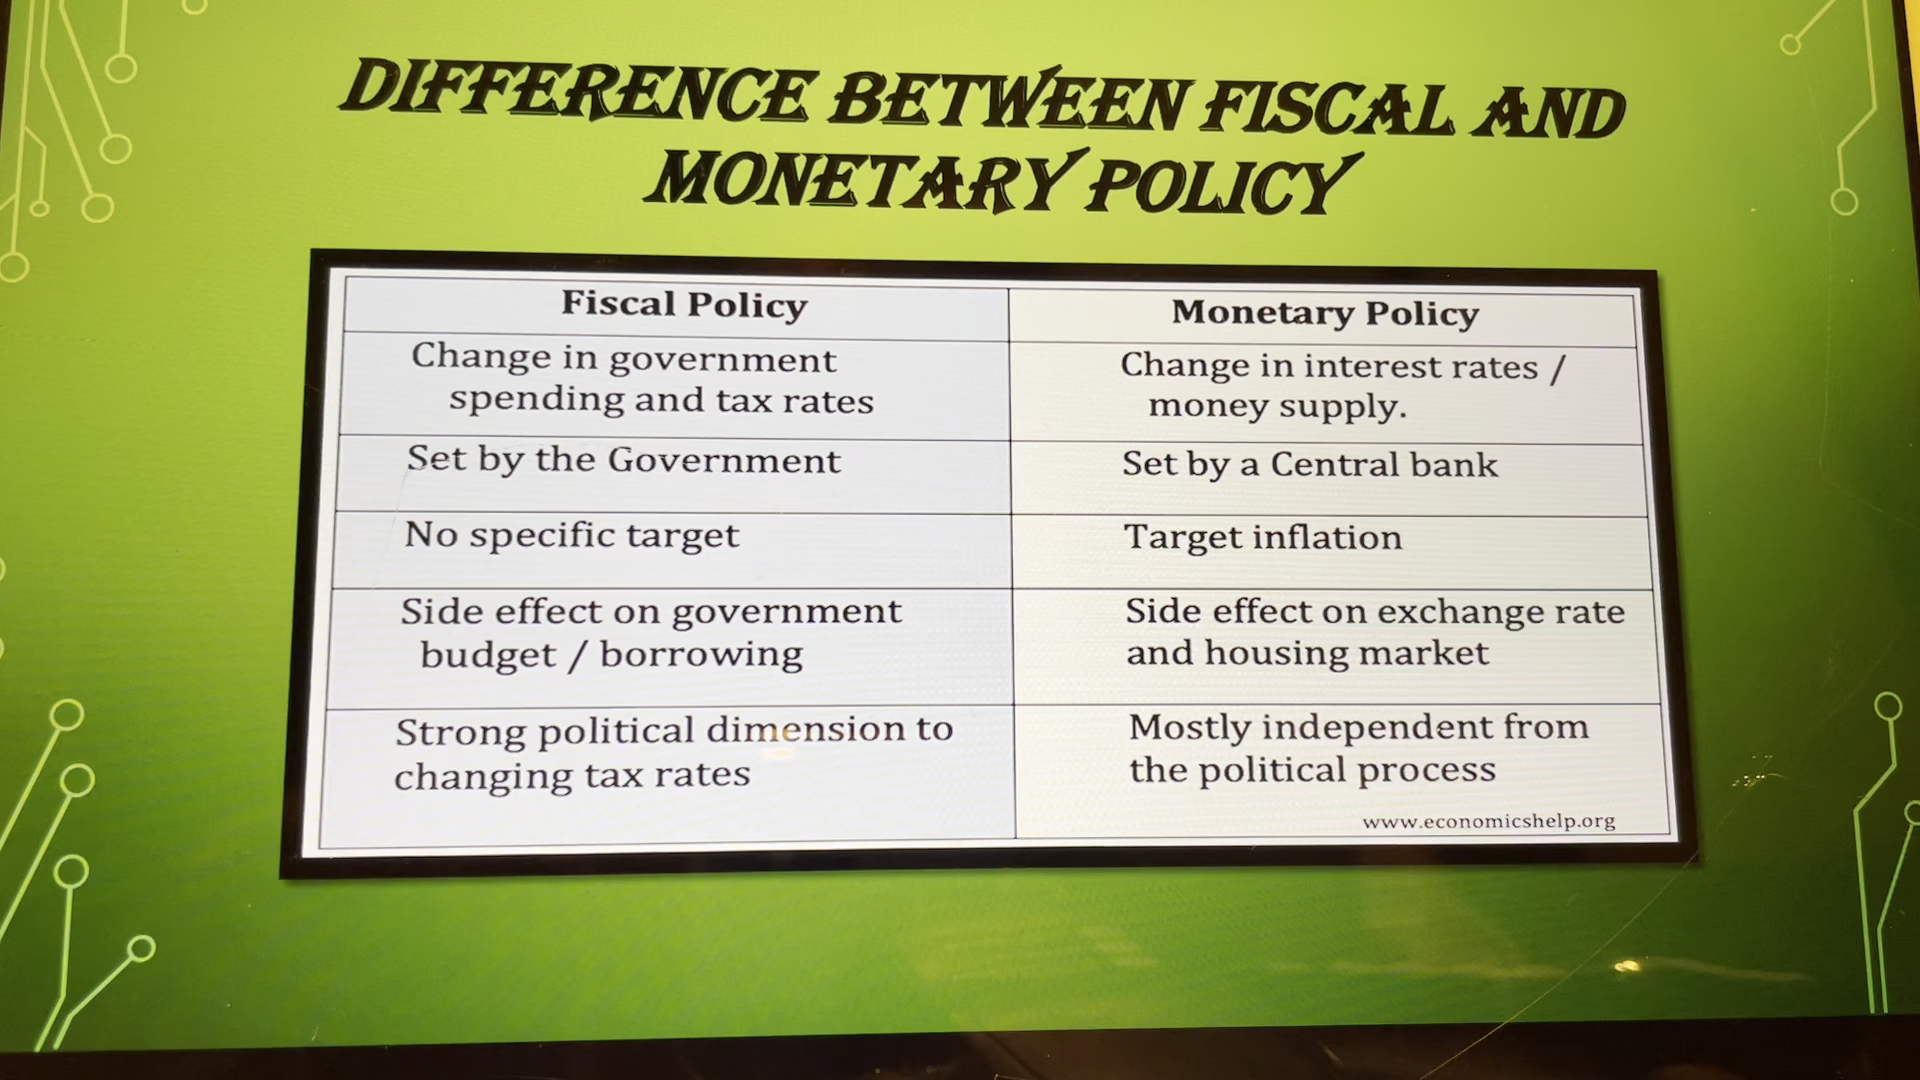 DIFFERENCE BETWEEN FISCAL AND
MONETARY POLICY
Fiscal Policy
Monetary Policy
Change in government
spending and tax rates
Change in interest rates /
money supply.
Set by the Government
Set by a Central bank
No specific target
Target inflation
Side effect on government
budget / borrowing
Side effect on exchange rate
and housing market
Strong political dimension to
changing tax rates
Mostly independent from
the political process
www.economicshelp.org